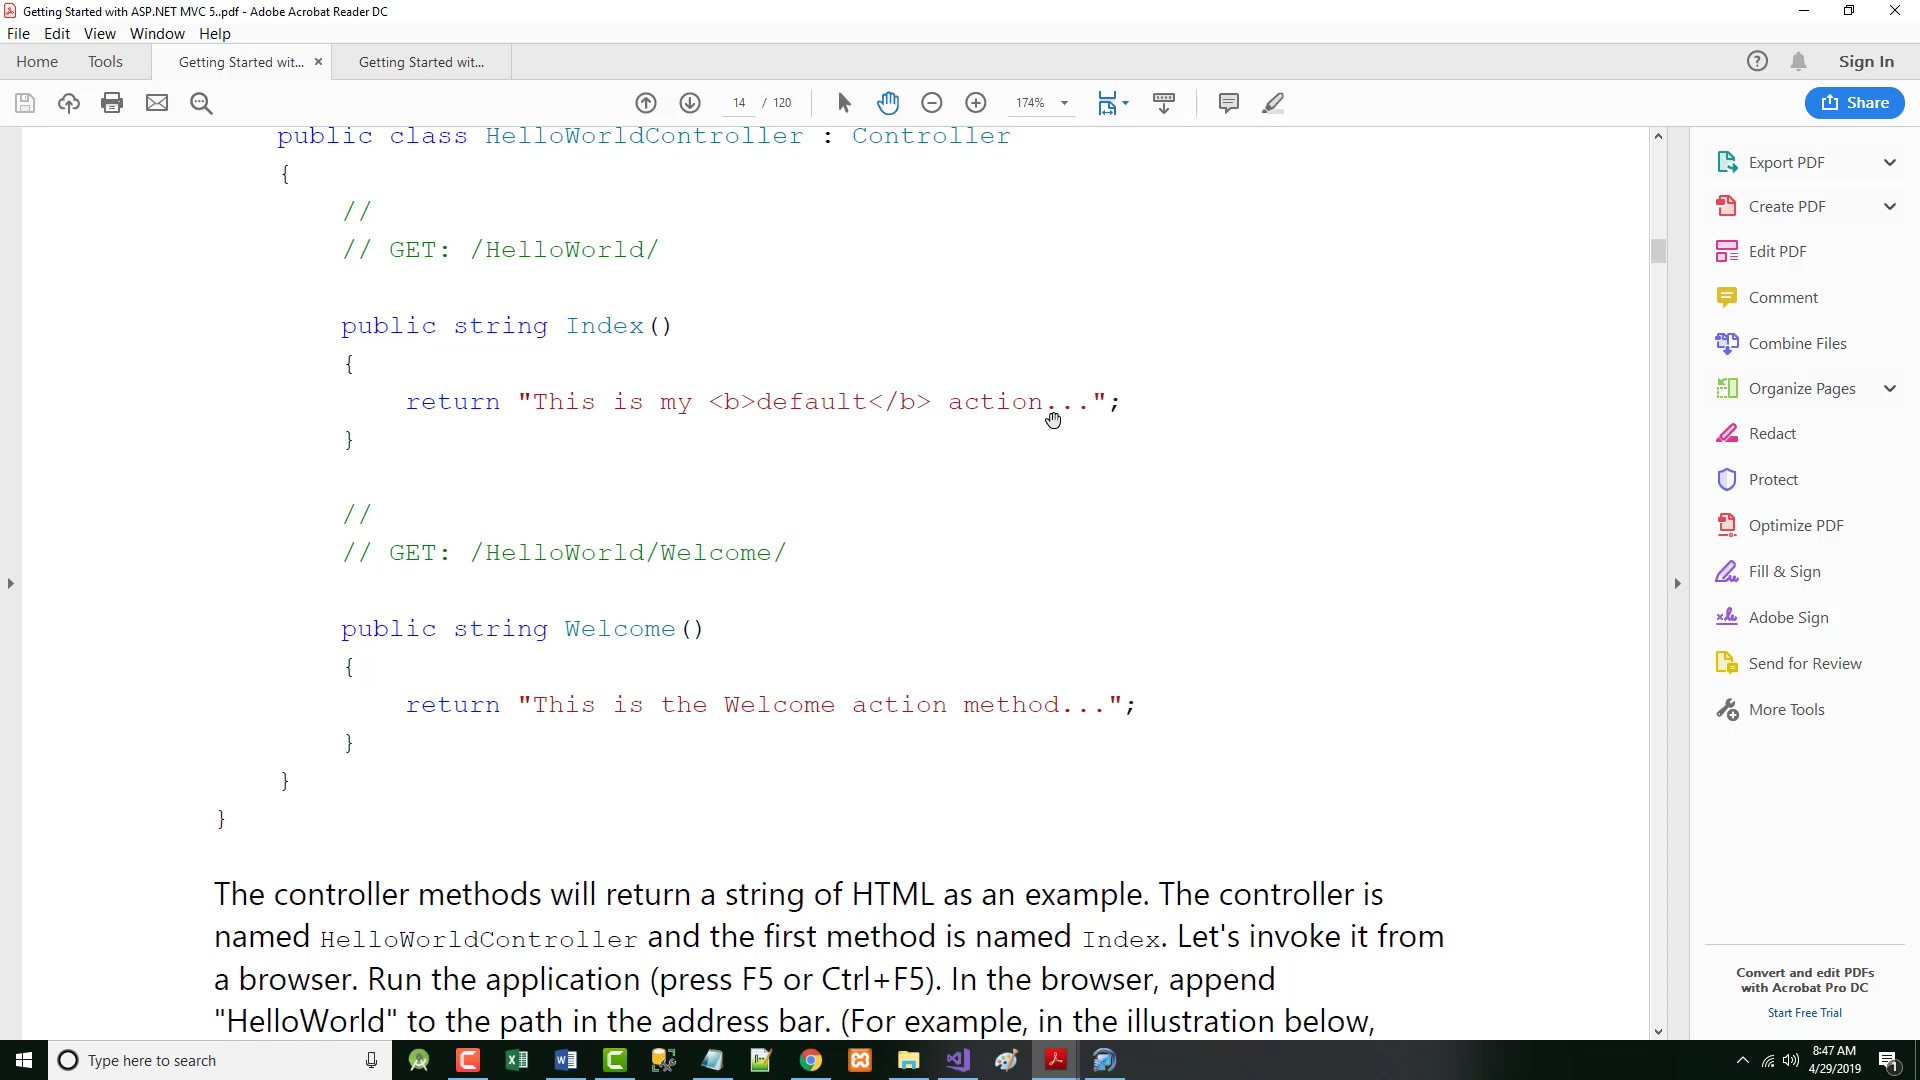 Getting Started with ASP.NET MVC 5..pdf - Adobe Acrobat Reader DC
File Edit View Window Help
Home Tools Getting Started wit... × Getting Started wit... Sign In
14 / 120 174% Share
public class HelloWorldController : Controller
{
//
// GET: /HelloWorld/
public string Index()
{
return "This is my <b>default</b> action...";
}
//
// GET: /HelloWorld/Welcome/
public string Welcome()
{
return "This is the Welcome action method...";
}
}
}
The controller methods will return a string of HTML as an example. The controller is
named HelloWorldController and the first method is named Index. Let's invoke it from
a browser. Run the application (press F5 or Ctrl+F5). In the browser, append
"HelloWorld" to the path in the address bar. (For example, in the illustration below,
Export PDF
Create PDF
Edit PDF
Comment
Combine Files
Organize Pages
Redact
Protect
Optimize PDF
Fill & Sign
Adobe Sign
Send for Review
More Tools
Convert and edit PDFs
with Acrobat Pro DC
Start Free Trial
Type here to search
8:47 AM
4/29/2019
1